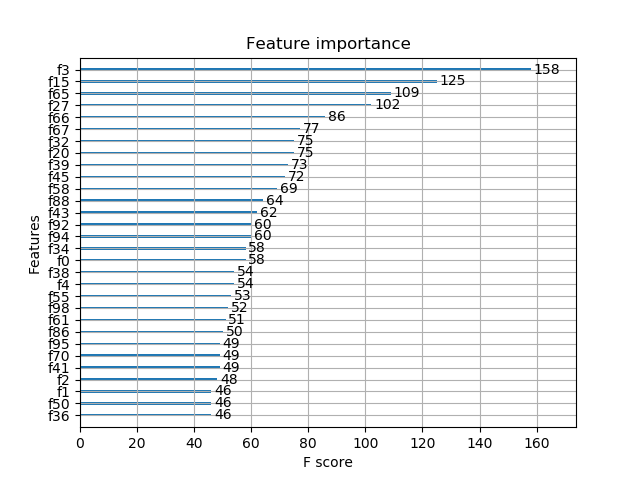 Feature importance
Features
f3 158
f15 125
f65 109
f27 102
f66 86
f67 77
f32 75
f20 75
f39 73
f45 72
f58 69
f88 64
f43 62
f92 60
f94 60
f34 58
f0 58
f38 54
f4 54
f55 53
f98 52
f61 51
f86 50
f95 49
f70 49
f41 49
f2 48
f1 46
f50 46
f36 46
0 20 40 60 80 100 120 140 160
F score